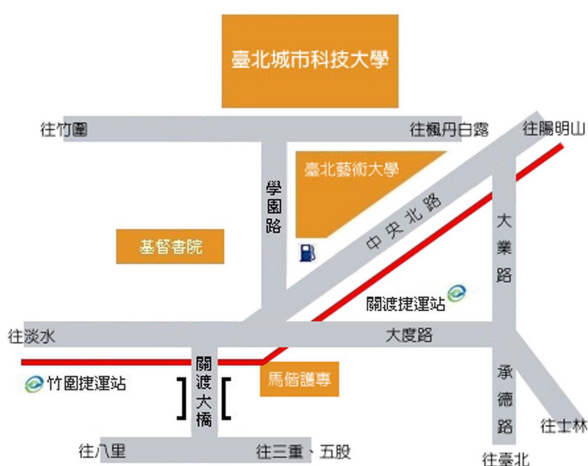 臺北城市科技大學
往竹圍
往楓丹白露
往陽明山
臺北藝術大學
學園路
中央北路
大業路
基督書院
關渡捷運站
往淡水
大度路
竹圍捷運站
關渡大橋
馬偕護專
承德路
往八里
往三重、五股
往士林
往臺北